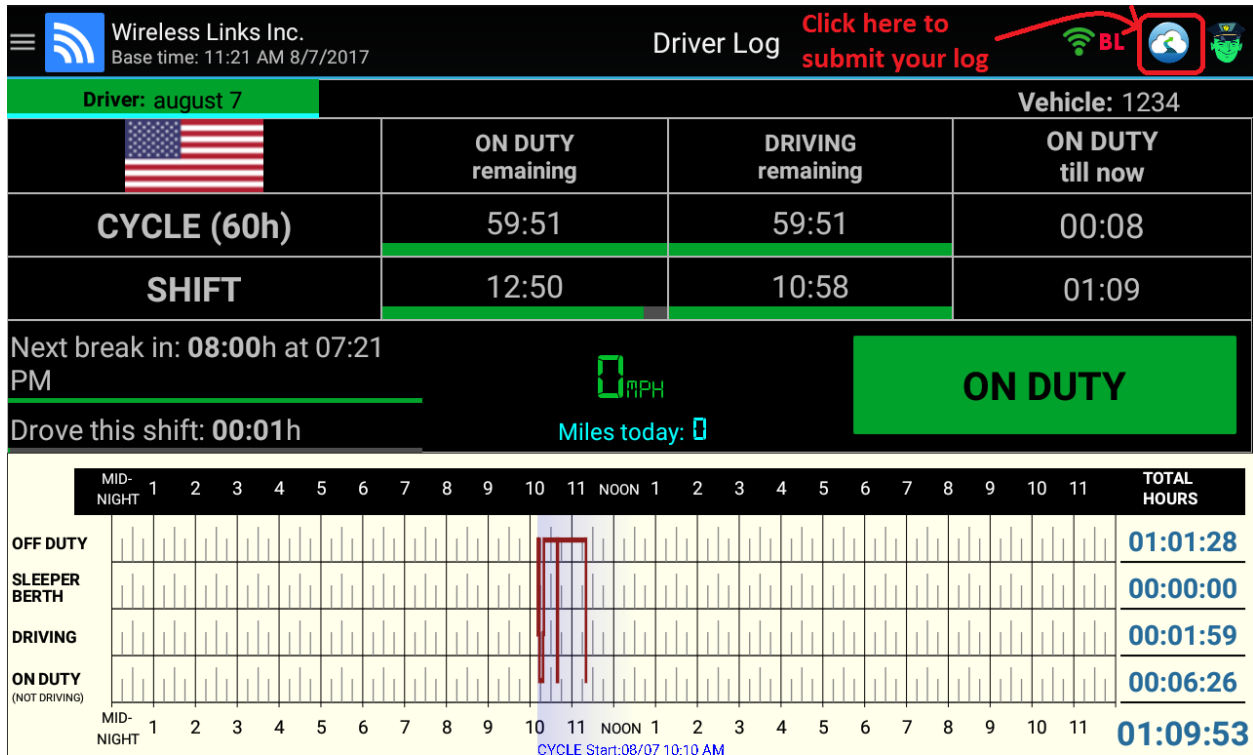 Wireless Links Inc.
Base time: 11:21 AM 8/7/2017
Driver Log
Click here to
submit your log
BL
Driver: august 7
Vehicle: 1234
ON DUTY
remaining
DRIVING
remaining
ON DUTY
till now
CYCLE (60h)
59:51
59:51
00:08
SHIFT
12:50
10:58
01:09
Next break in: 08:00h at 07:21
PM
Drove this shift: 00:01h
0MPH
Miles today: 0
ON DUTY
MID-
NIGHT 1 2 3 4 5 6 7 8 9 10 11 NOON 1 2 3 4 5 6 7 8 9 10 11
TOTAL
HOURS
OFF DUTY 01:01:28
SLEEPER
BERTH 00:00:00
DRIVING 00:01:59
ON DUTY 00:06:26
(NOT DRIVING)
MID-
NIGHT 1 2 3 4 5 6 7 8 9 10 11 NOON 1 2 3 4 5 6 7 8 9 10 11 01:09:53
CYCLE Start:08/07 10:10 AM